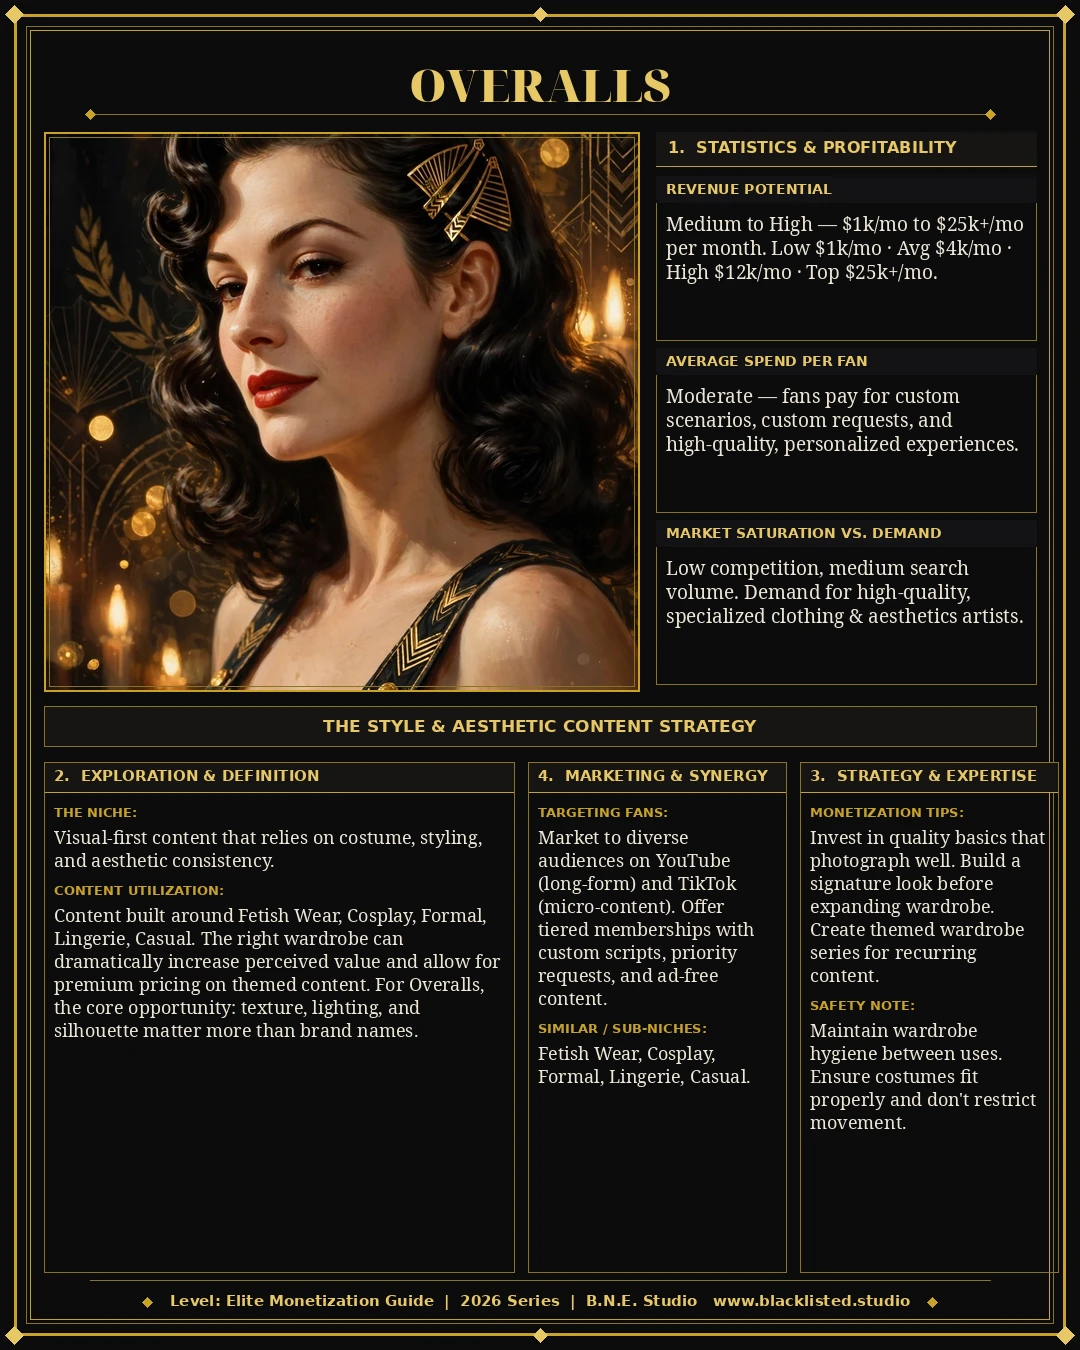 OVERALLS
1. STATISTICS & PROFITABILITY
REVENUE POTENTIAL
Medium to High — $1k/mo to $25k+/mo
per month. Low $1k/mo · Avg $4k/mo ·
High $12k/mo · Top $25k+/mo.
AVERAGE SPEND PER FAN
Moderate — fans pay for custom
scenarios, custom requests, and
high-quality, personalized experiences.
MARKET SATURATION VS. DEMAND
Low competition, medium search
volume. Demand for high-quality,
specialized clothing & aesthetics artists.
THE STYLE & AESTHETIC CONTENT STRATEGY
2. EXPLORATION & DEFINITION
THE NICHE:
Visual-first content that relies on costume, styling,
and aesthetic consistency.
CONTENT UTILIZATION:
Content built around Fetish Wear, Cosplay, Formal,
Lingerie, Casual. The right wardrobe can
dramatically increase perceived value and allow for
premium pricing on themed content. For Overalls,
the core opportunity: texture, lighting, and
silhouette matter more than brand names.
4. MARKETING & SYNERGY
TARGETING FANS:
Market to diverse
audiences on YouTube
(long-form) and TikTok
(micro-content). Offer
tiered memberships with
custom scripts, priority
requests, and ad-free
content.
SIMILAR / SUB-NICHES:
Fetish Wear, Cosplay,
Formal, Lingerie, Casual.
3. STRATEGY & EXPERTISE
MONETIZATION TIPS:
Invest in quality basics that
photograph well. Build a
signature look before
expanding wardrobe.
Create themed wardrobe
series for recurring
content.
SAFETY NOTE:
Maintain wardrobe
hygiene between uses.
Ensure costumes fit
properly and don't restrict
movement.
Level: Elite Monetization Guide | 2026 Series | B.N.E. Studio www.blacklisted.studio